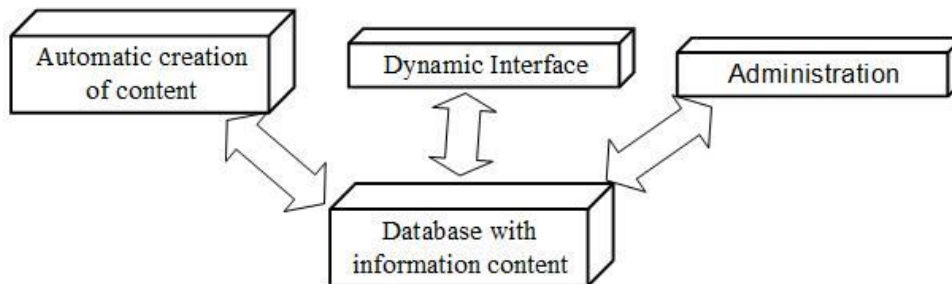 Automatic creation
of content
Dynamic Interface
Administration
Database with
information content